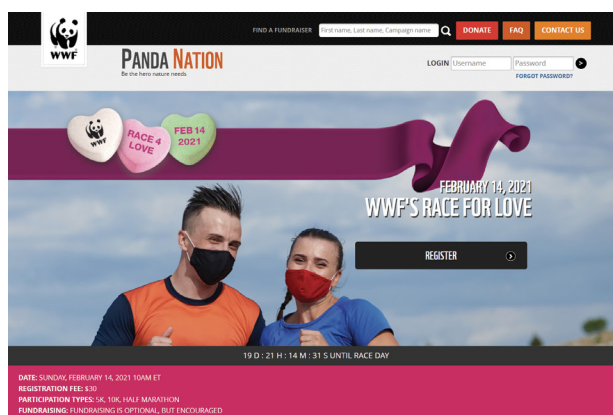 FIND A FUNDRAISER First name, Last name, Campaign name DONATE FAQ CONTACT US
WWF
PANDA NATION
Be the hero nature needs
LOGIN Username Password
FORGOT PASSWORD?
WWF
RACE 4
LOVE
FEB 14
2021
FEBRUARY 14, 2021
WWF'S RACE FOR LOVE
REGISTER
19 D : 21 H : 14 M : 31 S UNTIL RACE DAY
DATE: SUNDAY, FEBRUARY 14, 2021 10AM ET
REGISTRATION FEE: $30
PARTICIPATION TYPES: 5K, 10K, HALF MARATHON
FUNDRAISING: FUNDRAISING IS OPTIONAL, BUT ENCOURAGED